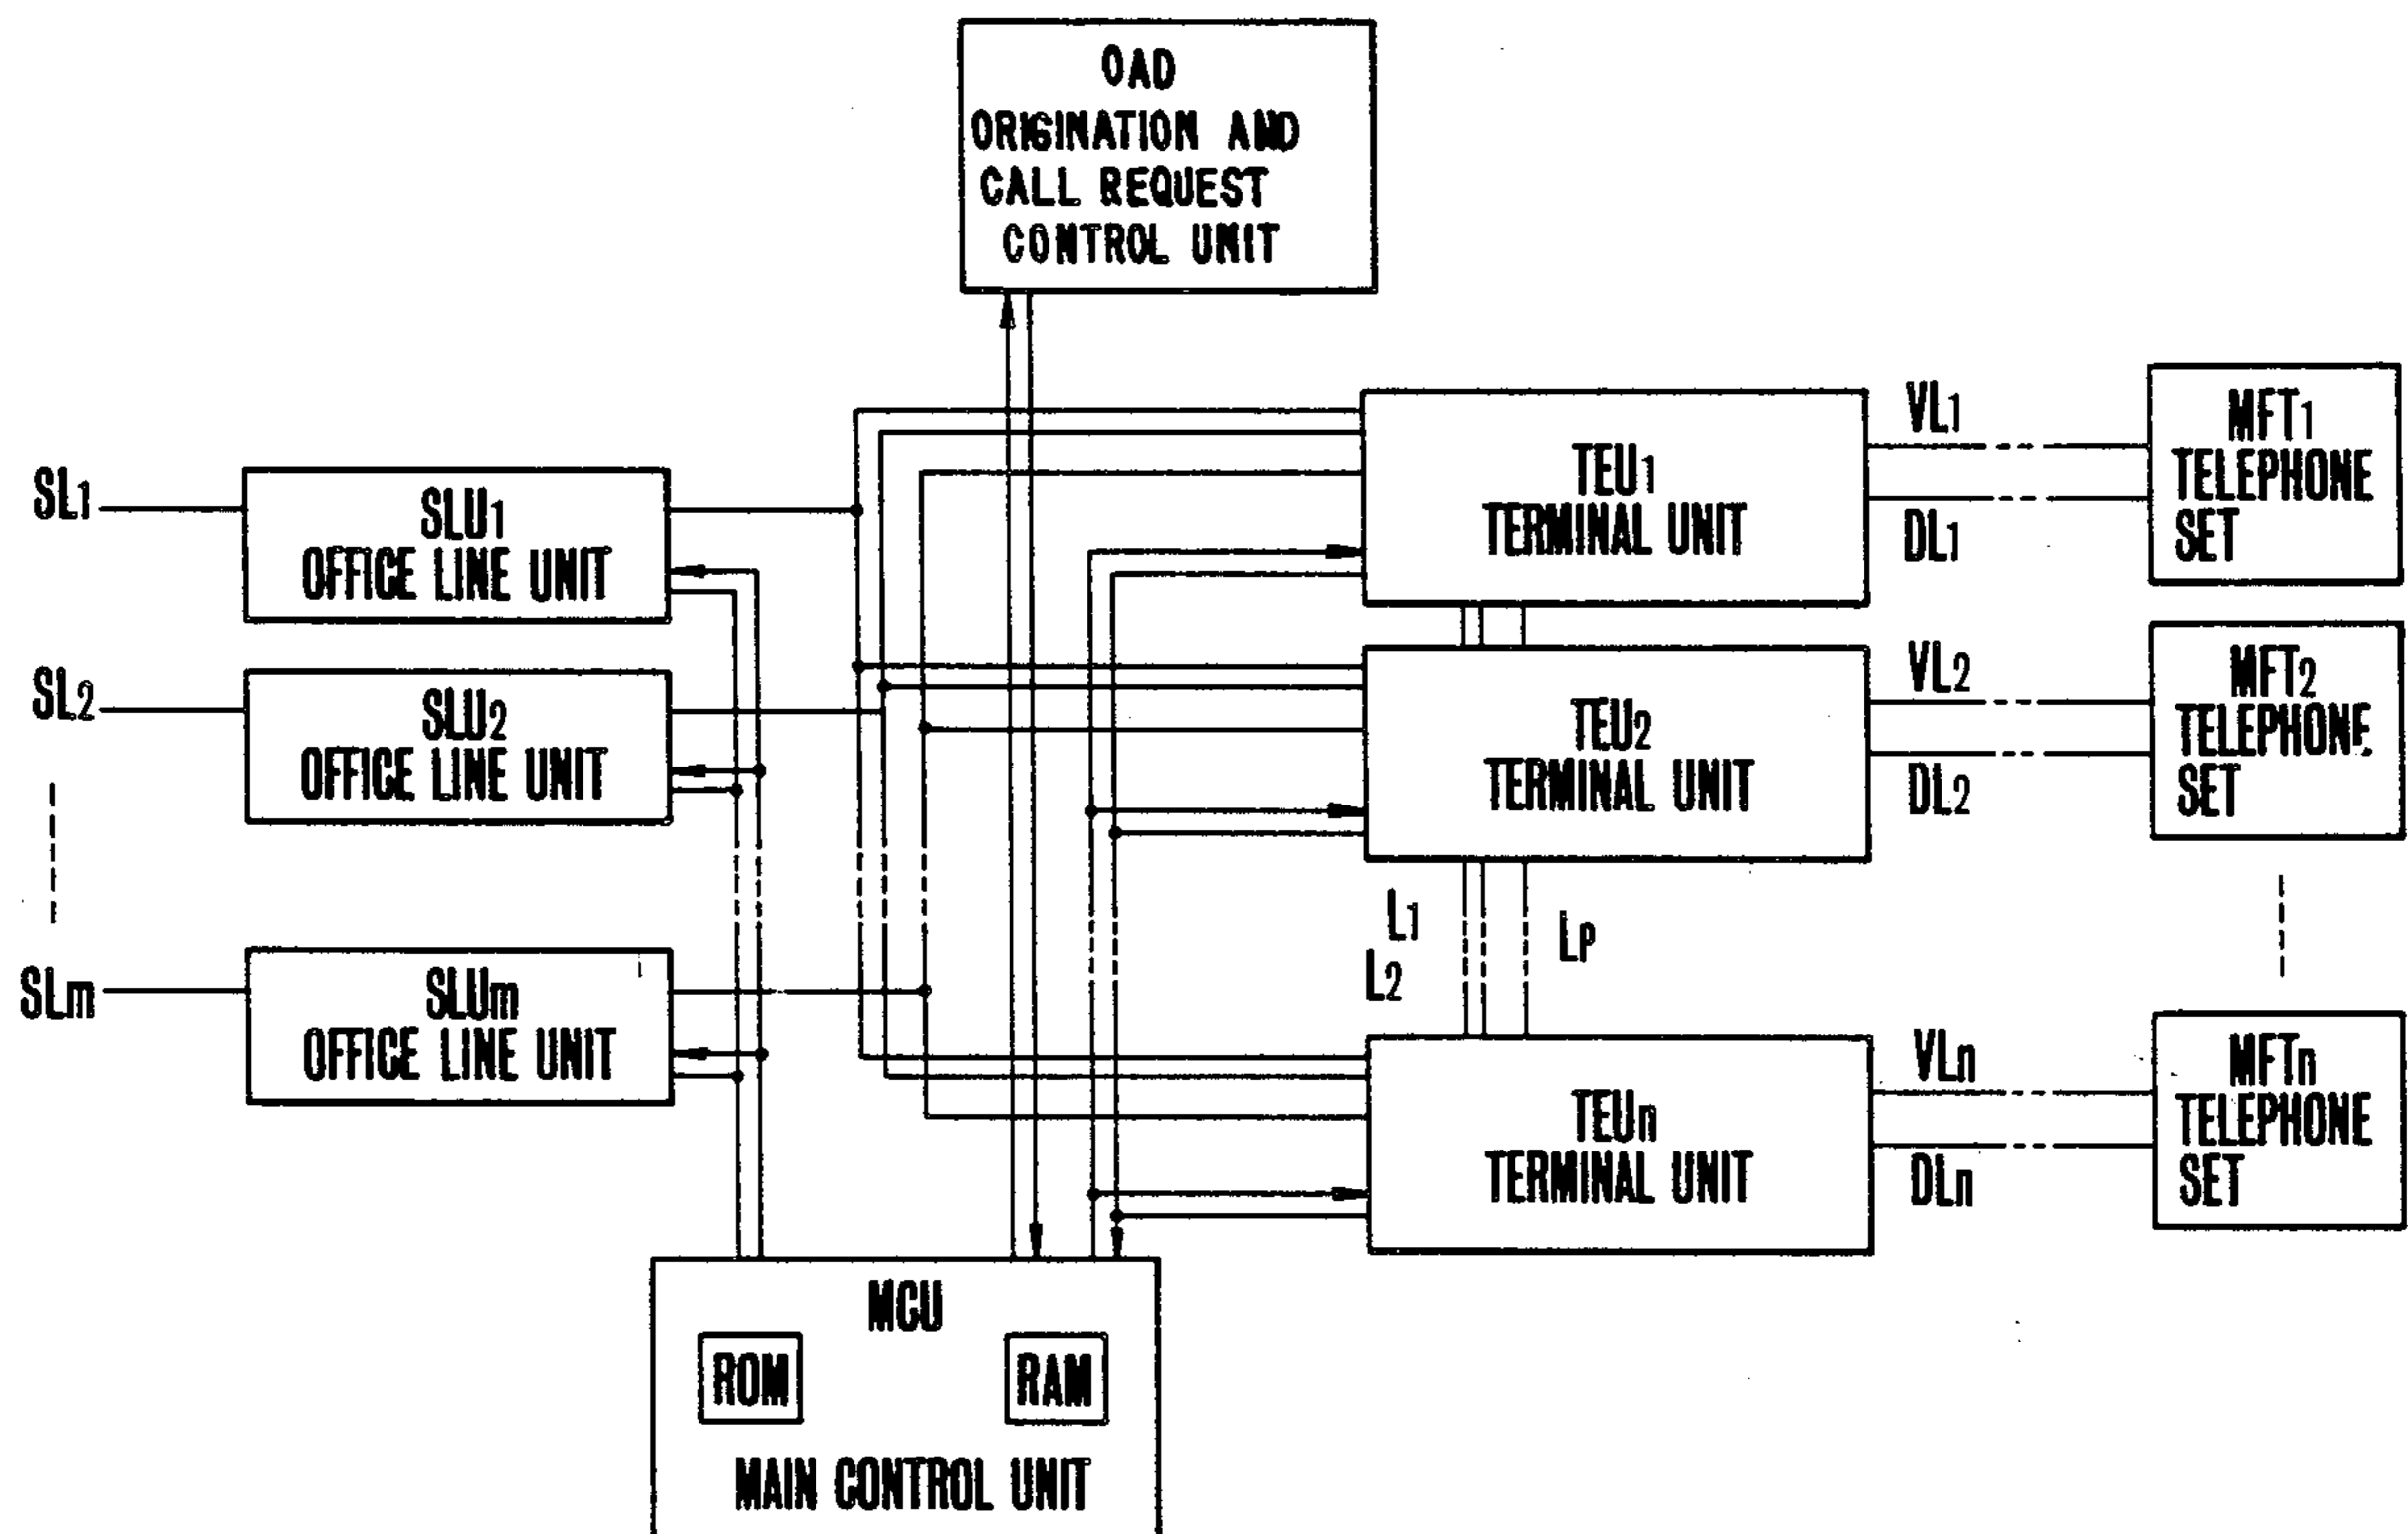 OAD
ORIGINATION AND
CALL REQUEST
CONTROL UNIT
SL1
SLU1
OFFICE LINE UNIT
TEU1
TERMINAL UNIT
VL1
DL1
MFT1
TELEPHONE
SET
SL2
SLU2
OFFICE LINE UNIT
TEU2
TERMINAL UNIT
VL2
DL2
MFT2
TELEPHONE
SET
L1
L2
Lp
SLm
SLUm
OFFICE LINE UNIT
TEUn
TERMINAL UNIT
VLn
DLn
MFTn
TELEPHONE
SET
MCU
ROM
RAM
MAIN CONTROL UNIT